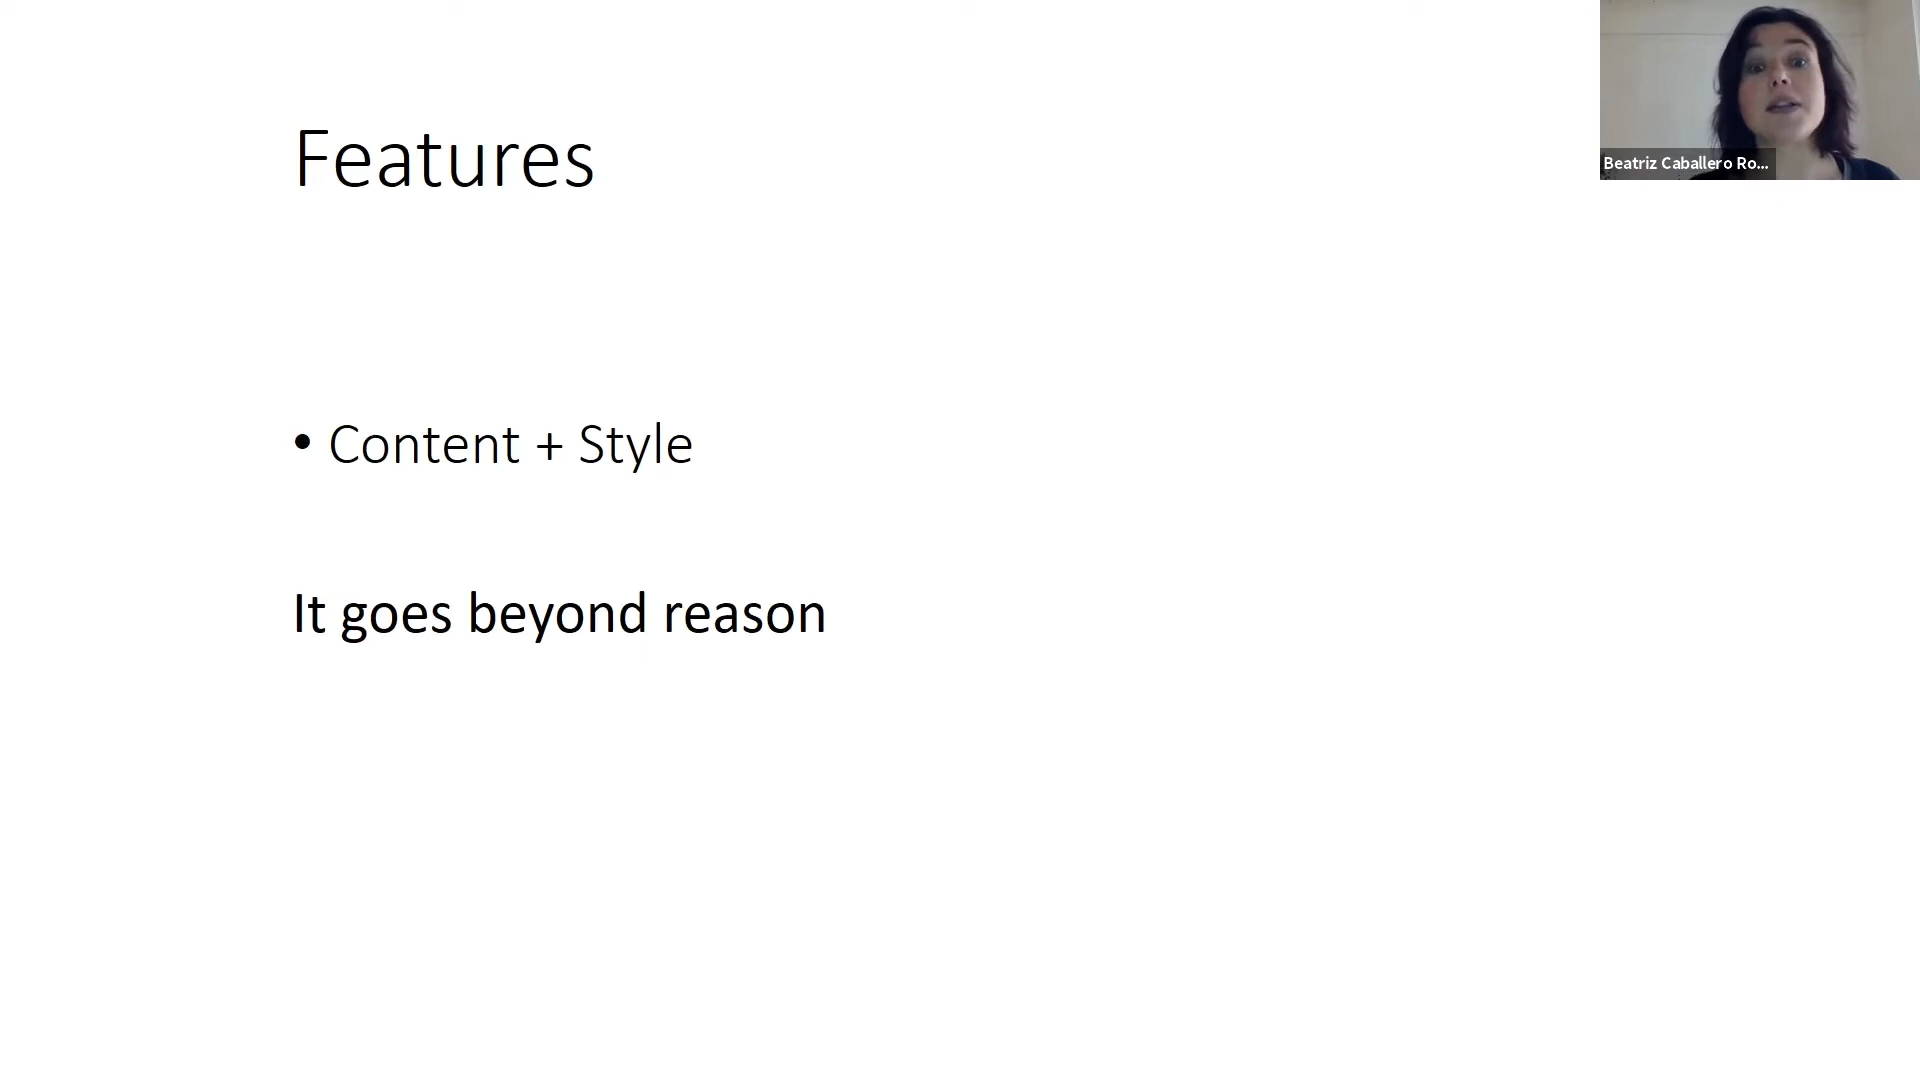 Features
Beatriz Caballero Ro...
• Content + Style
It goes beyond reason